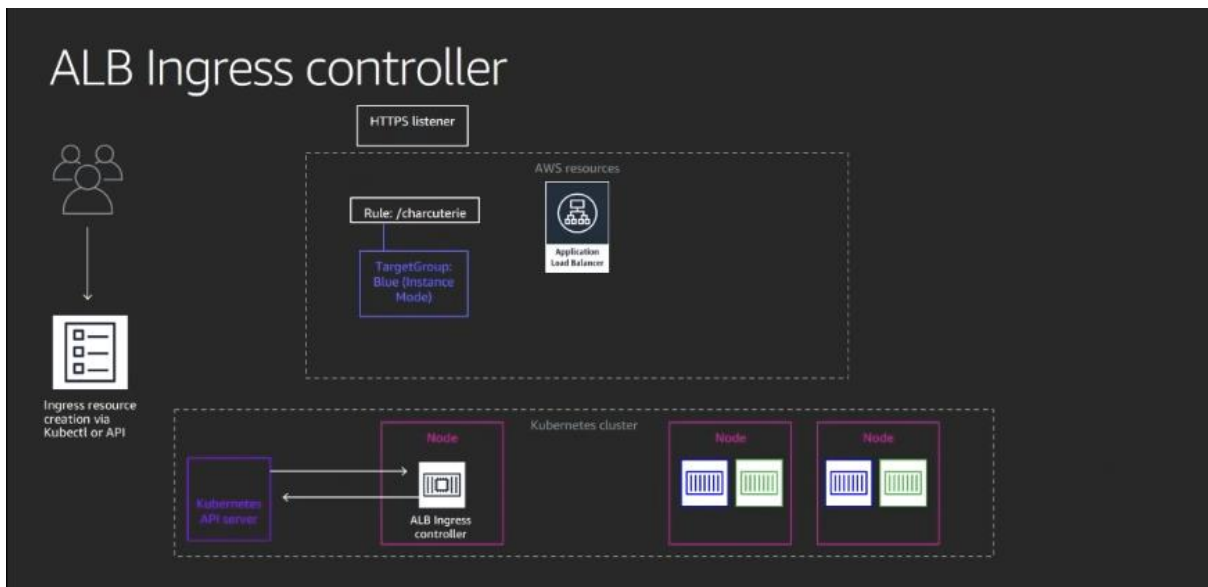 ALB Ingress controller
HTTPS listener
AWS resources
Rule: /charcuterie
Application
Load Balancer
TargetGroup:
Blue (Instance
Mode)
Ingress resource
creation via
Kubectl or API
Kubernetes cluster
Node
Node
Node
Kubernetes
API server
ALB Ingress
controller